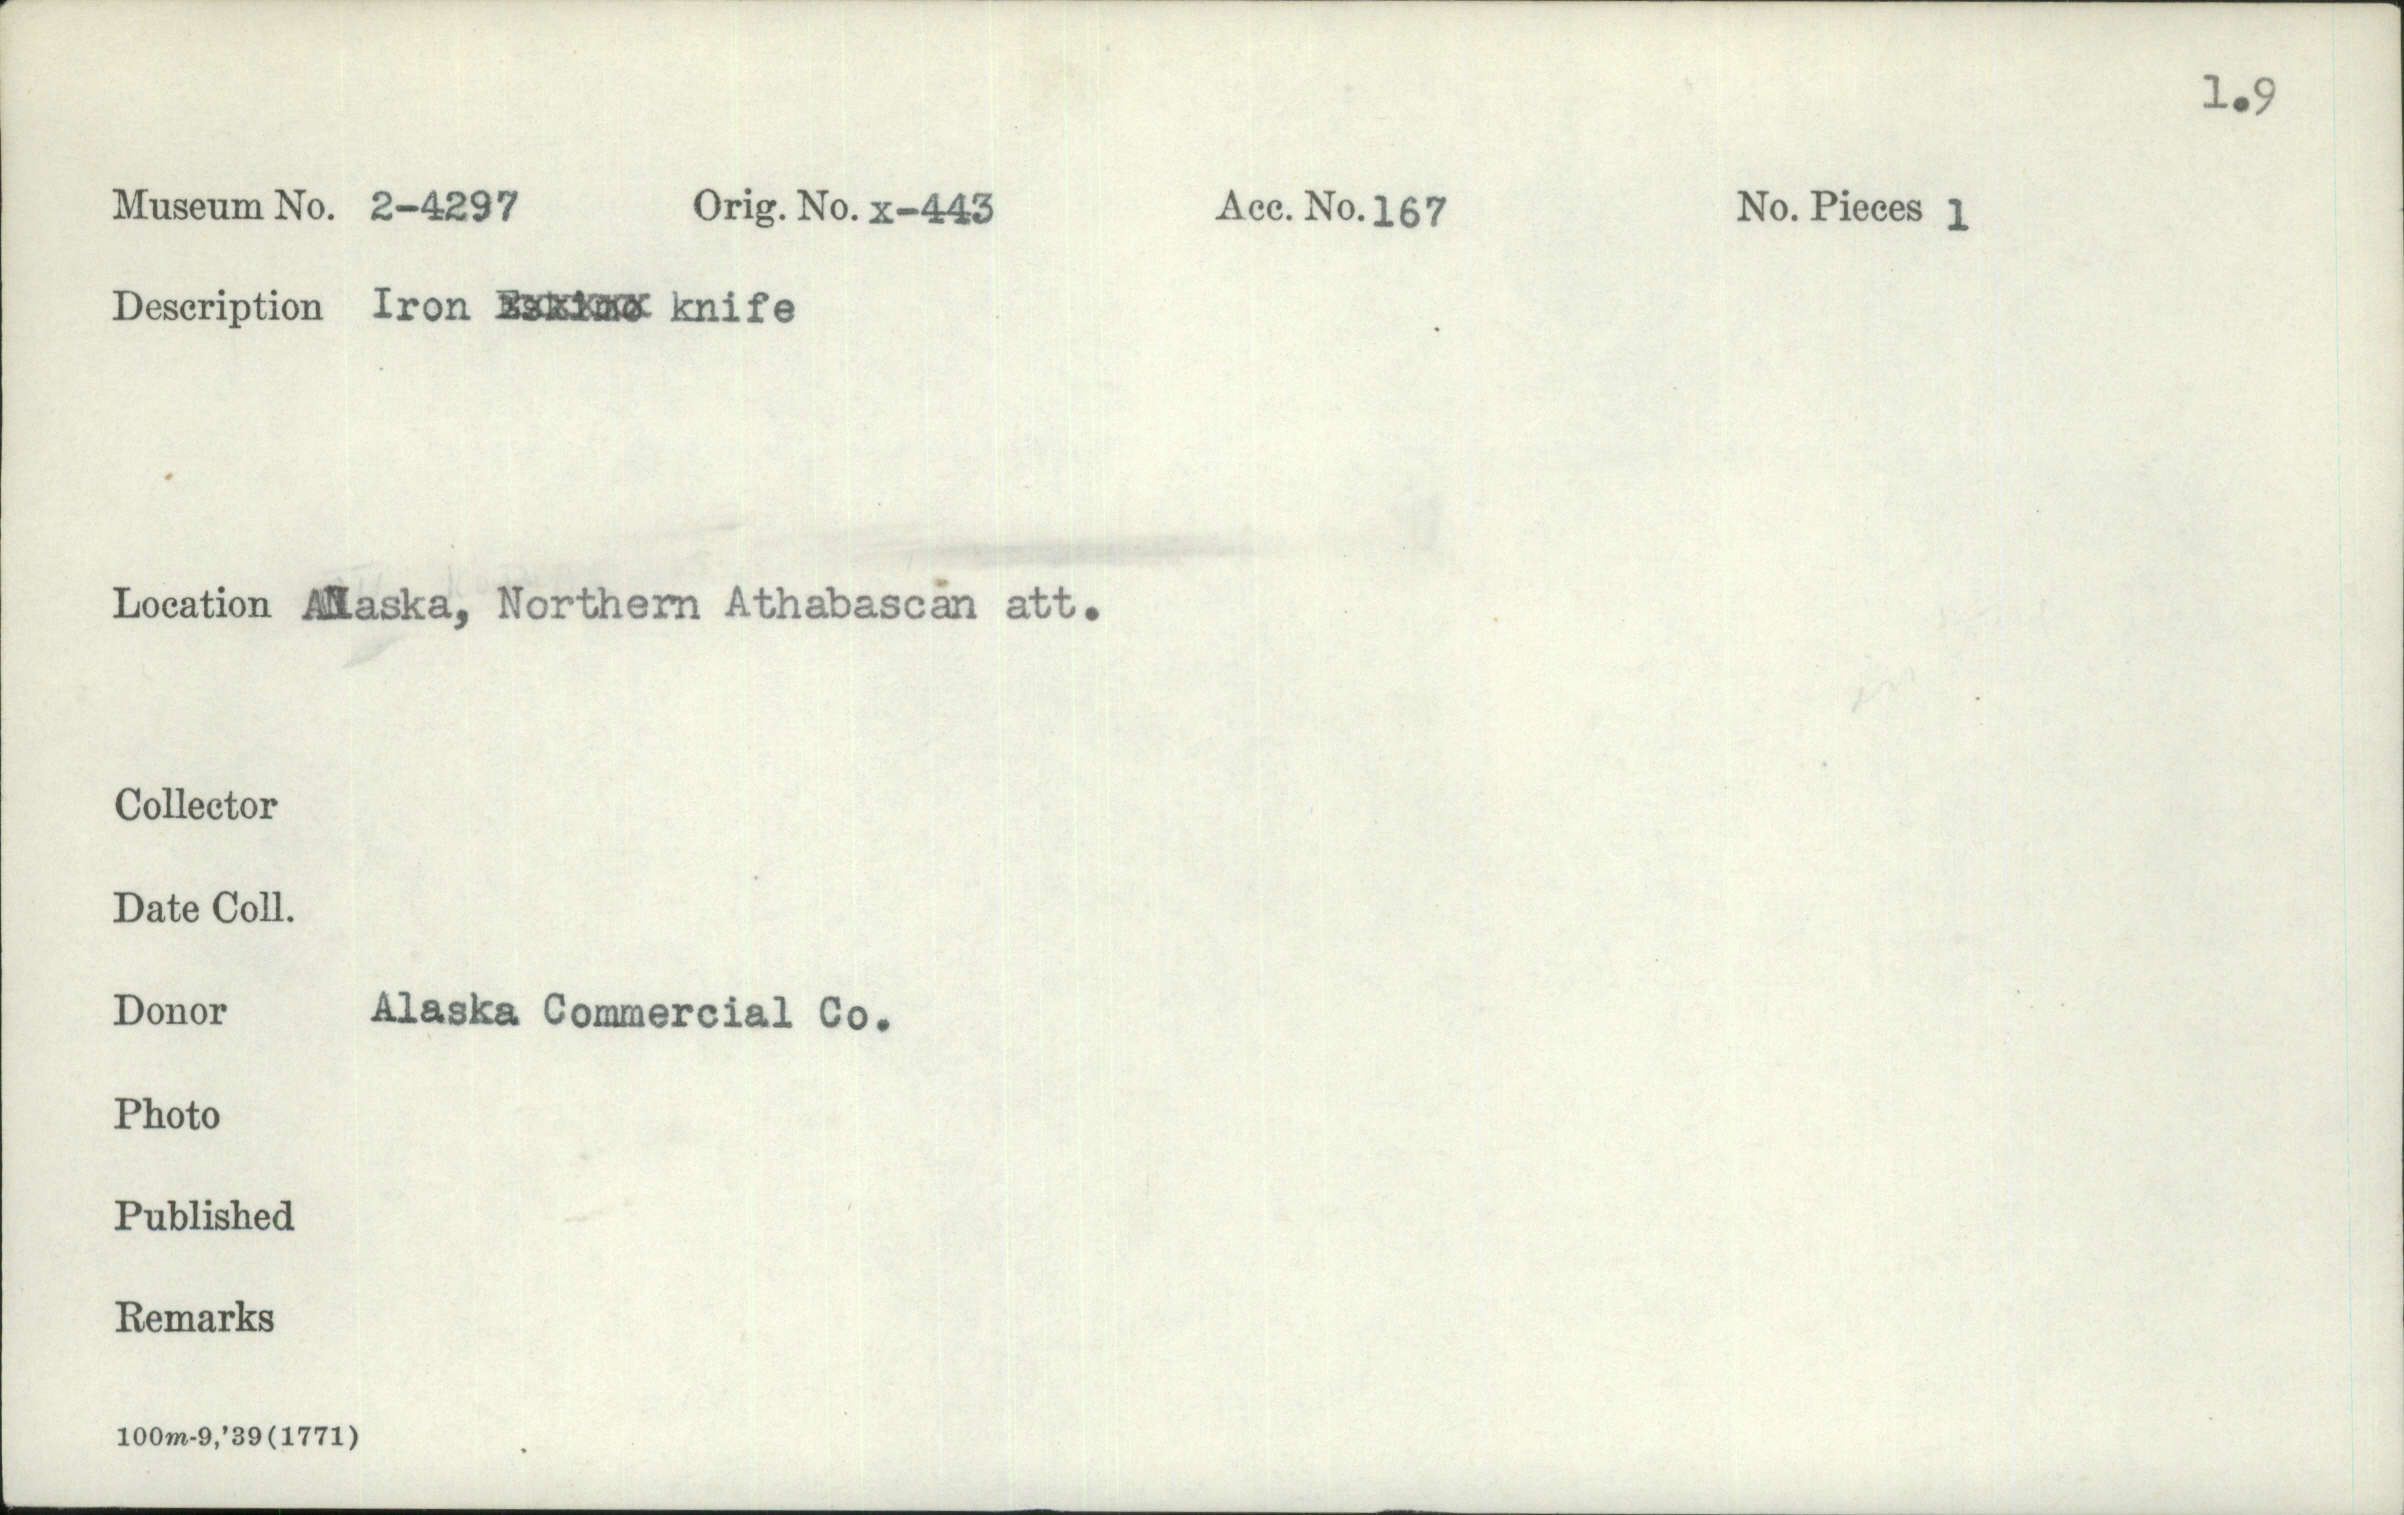 1.9
Museum No. 2-4297 Orig. No. x-443 Acc. No. 167 No. Pieces 1
Description Iron Eskimo knife
Location Alaska, Northern Athabascan att.
Collector
Date Coll.
Donor Alaska Commercial Co.
Photo
Published
Remarks
100m-9,'39(1771)